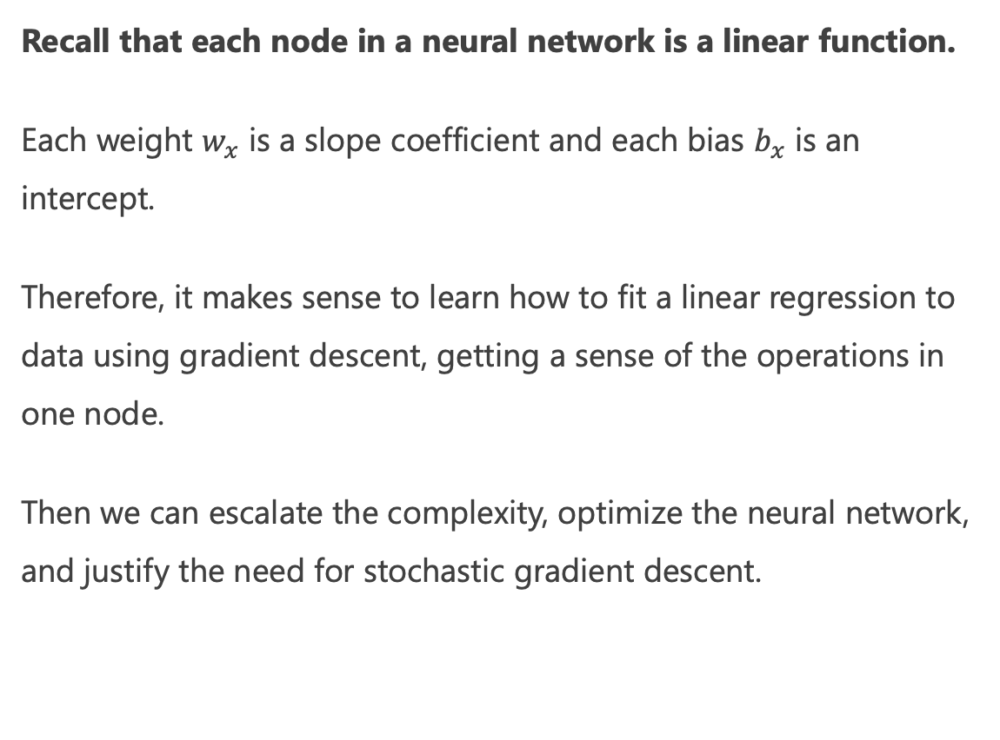 Recall that each node in a neural network is a linear function.
Each weight wₓ is a slope coefficient and each bias bₓ is an
intercept.
Therefore, it makes sense to learn how to fit a linear regression to
data using gradient descent, getting a sense of the operations in
one node.
Then we can escalate the complexity, optimize the neural network,
and justify the need for stochastic gradient descent.